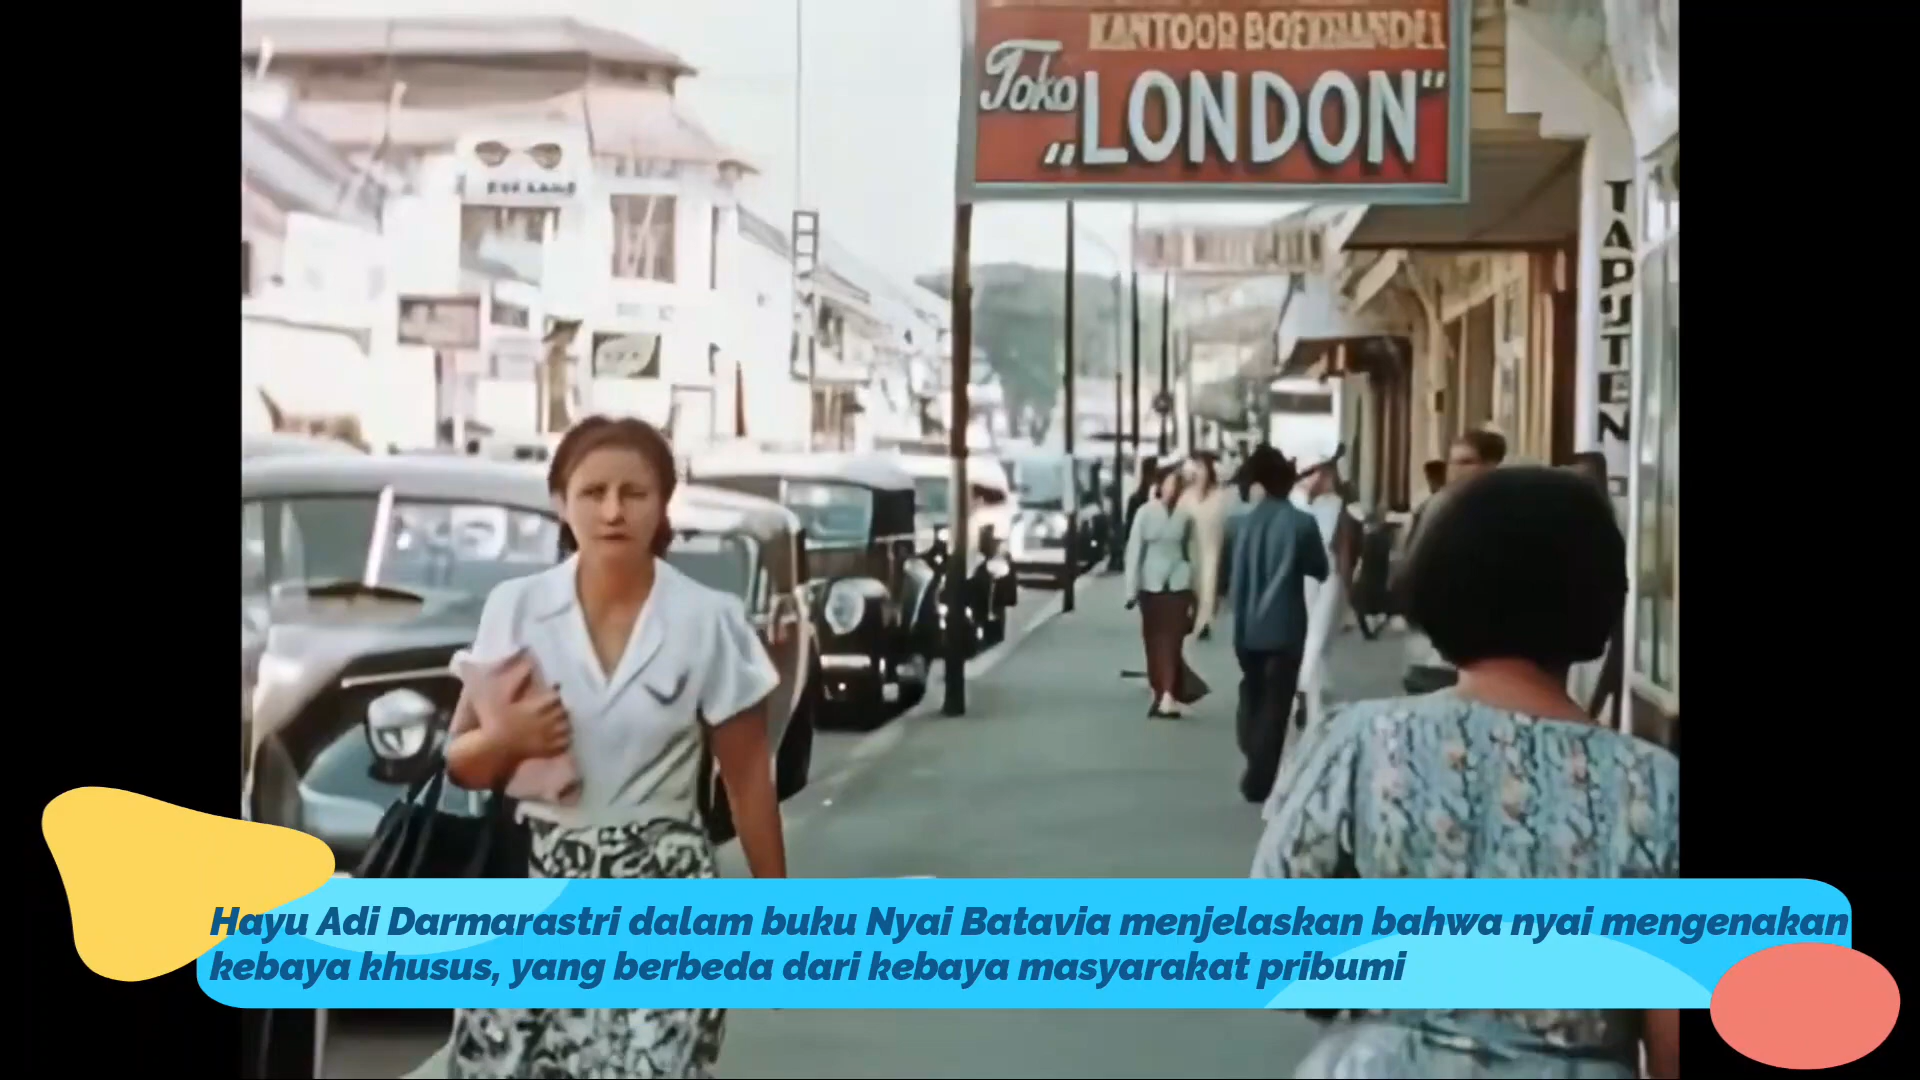 KANTOOR BOEKHANDEL
Toko
„LONDON"
TAPIJTEN
Hayu Adi Darmarastri dalam buku Nyai Batavia menjelaskan bahwa nyai mengenakan
kebaya khusus, yang berbeda dari kebaya masyarakat pribumi